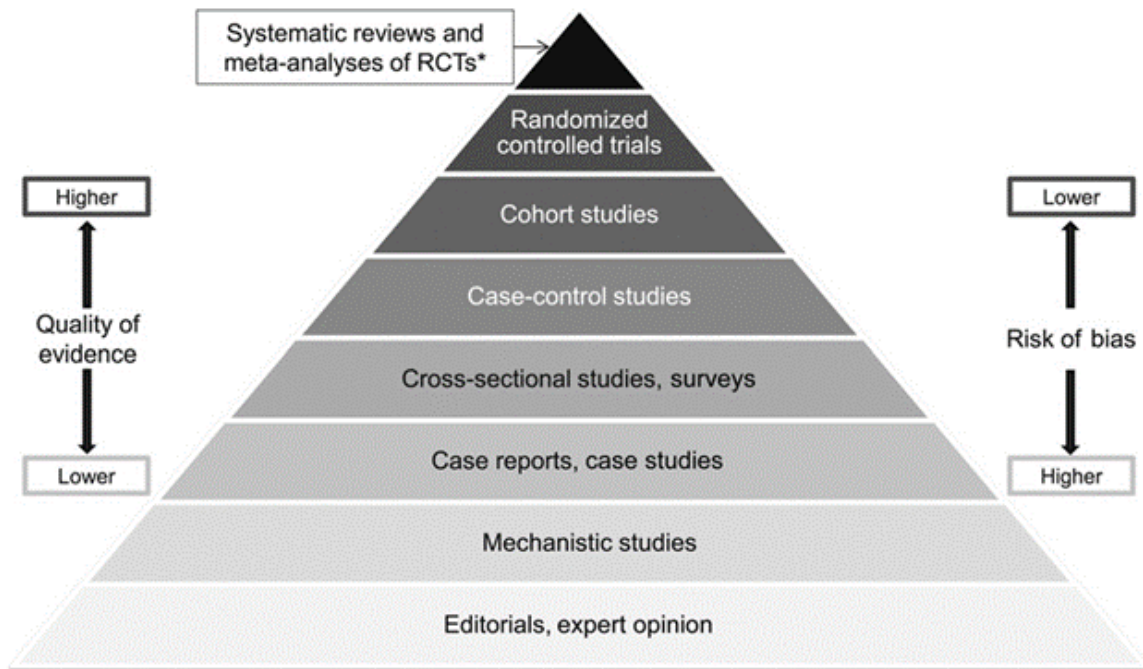 Systematic reviews and
meta-analyses of RCTs*
Randomized
controlled trials
Higher
Lower
Cohort studies
Case-control studies
Quality of
evidence
Risk of bias
Cross-sectional studies, surveys
Case reports, case studies
Lower
Higher
Mechanistic studies
Editorials, expert opinion